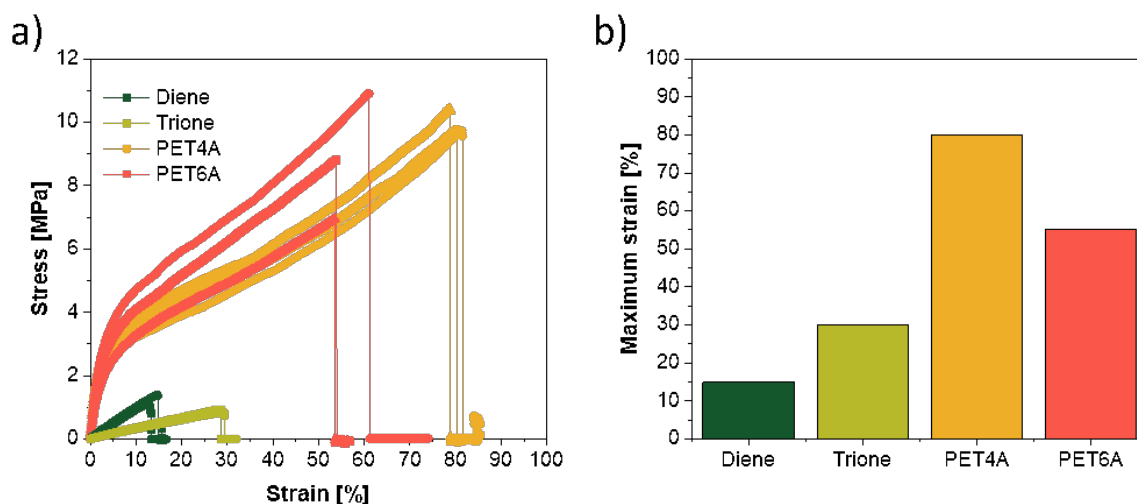 a)
12
10
8
6
4
2
0
Stress [MPa]
Diene
Trione
PET4A
PET6A
0 10 20 30 40 50 60 70 80 90 100
Strain [%]
b)
100
90
80
70
60
50
40
30
20
10
0
Maximum strain [%]
Diene Trione PET4A PET6A